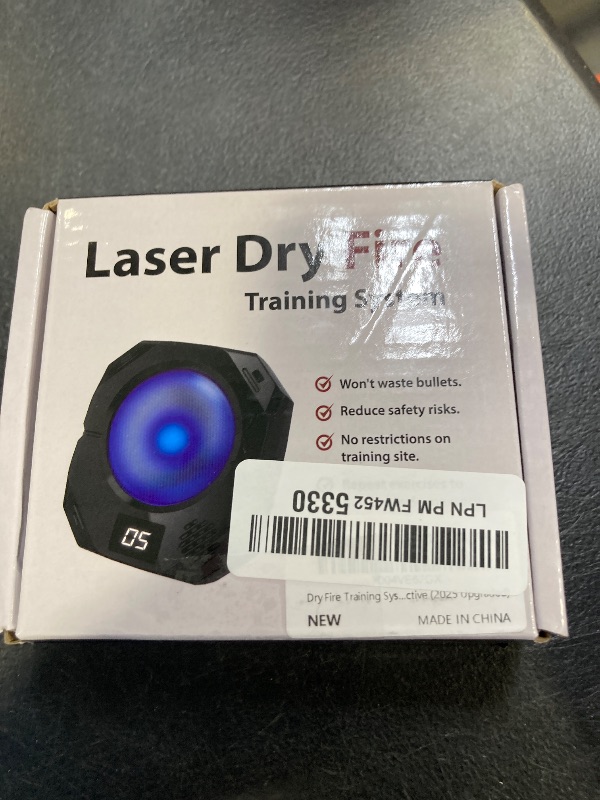 Laser Dry Fire
Training System
Won't waste bullets.
Reduce safety risks.
No restrictions on
training site.
05
LPN PM FW452 5330
Dry Fire Training Sys...ctive (2025 Upgraded)
NEW
MADE IN CHINA